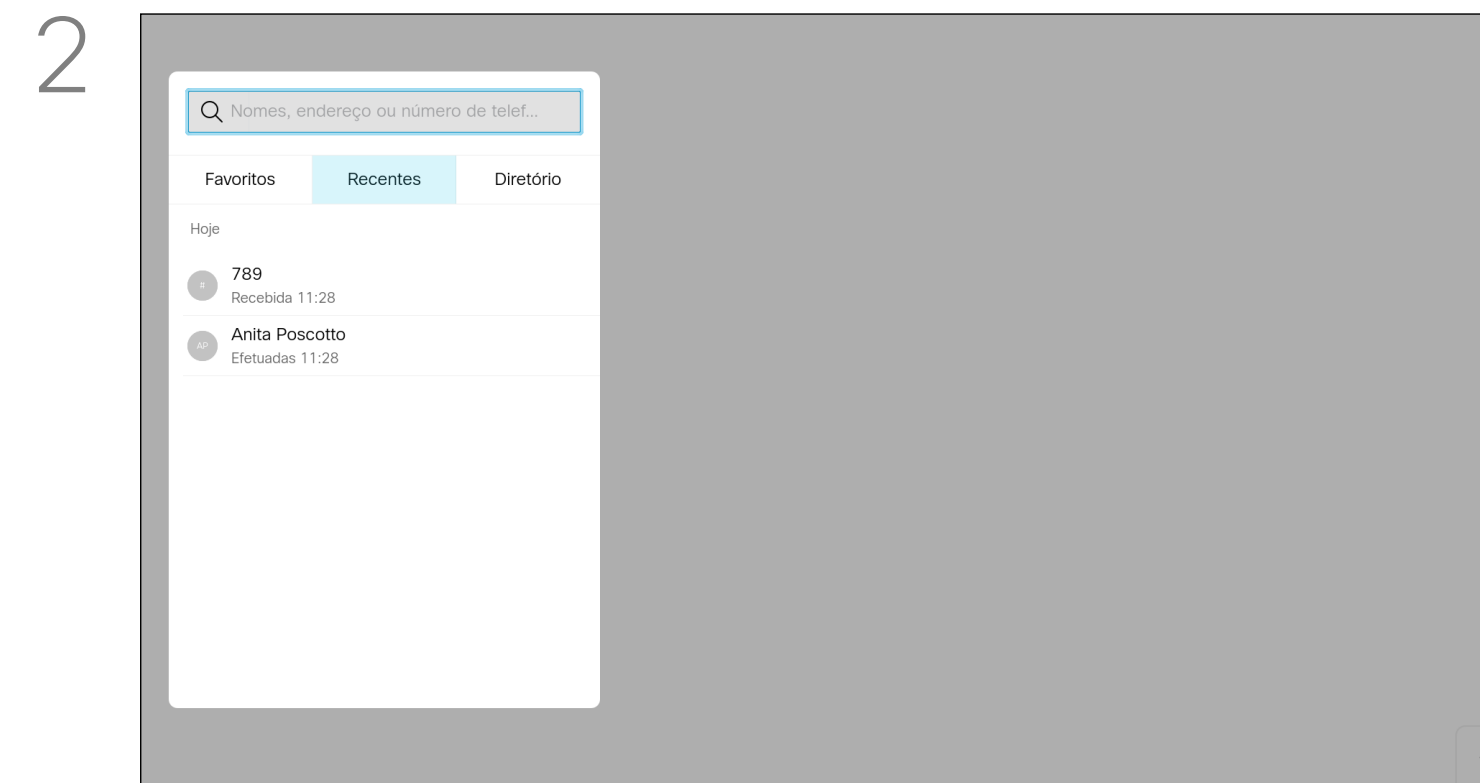 2
Nomes, endereço ou número de telef...
Favoritos Recentes Diretório
Hoje
#
789
Recebida 11:28
AP
Anita Poscotto
Efetuadas 11:28